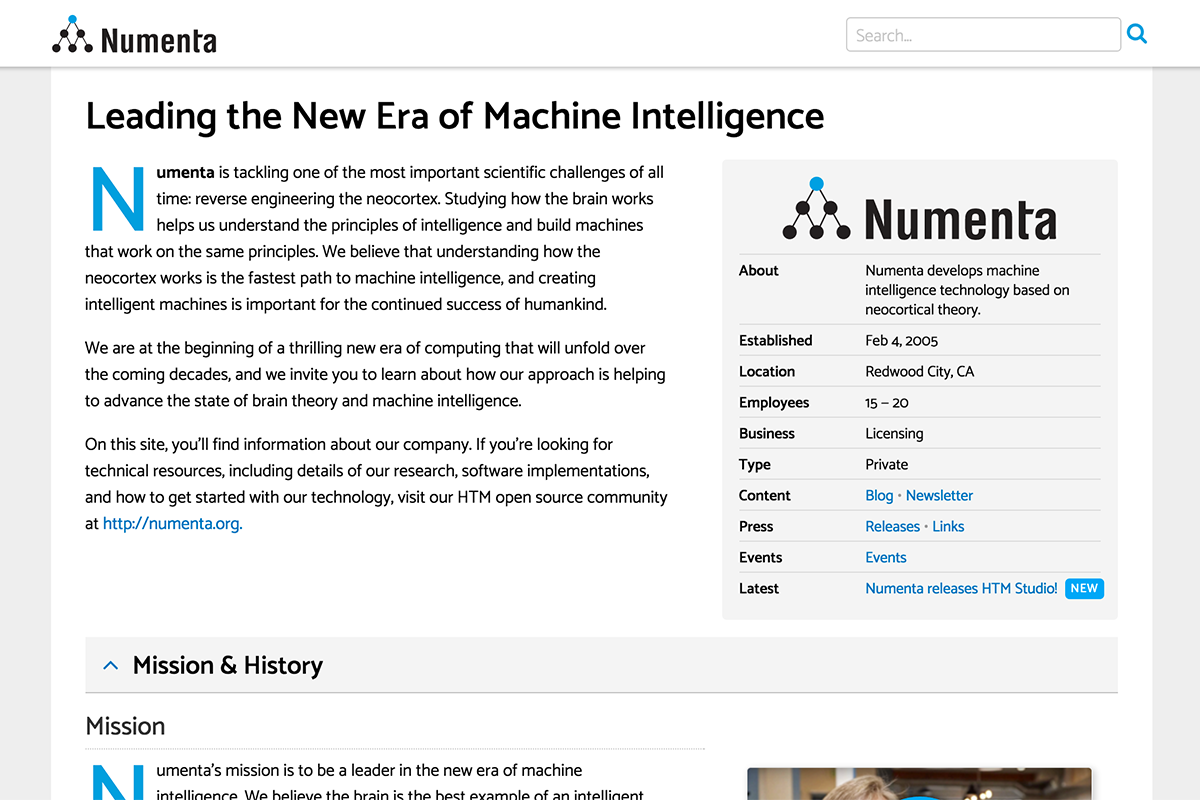 Numenta
Search...
Leading the New Era of Machine Intelligence
Numenta is tackling one of the most important scientific challenges of all
time: reverse engineering the neocortex. Studying how the brain works
helps us understand the principles of intelligence and build machines
that work on the same principles. We believe that understanding how the
neocortex works is the fastest path to machine intelligence, and creating
intelligent machines is important for the continued success of humankind.
We are at the beginning of a thrilling new era of computing that will unfold over
the coming decades, and we invite you to learn about how our approach is helping
to advance the state of brain theory and machine intelligence.
On this site, you’ll find information about our company. If you’re looking for
technical resources, including details of our research, software implementations,
and how to get started with our technology, visit our HTM open source community
at http://numenta.org.
Numenta
About Numenta develops machine
intelligence technology based on
neocortical theory.
Established Feb 4, 2005
Location Redwood City, CA
Employees 15 – 20
Business Licensing
Type Private
Content Blog • Newsletter
Press Releases • Links
Events Events
Latest Numenta releases HTM Studio! NEW
Mission & History
Mission
Numenta’s mission is to be a leader in the new era of machine
intelligence. We believe the brain is the best example of an intelligent